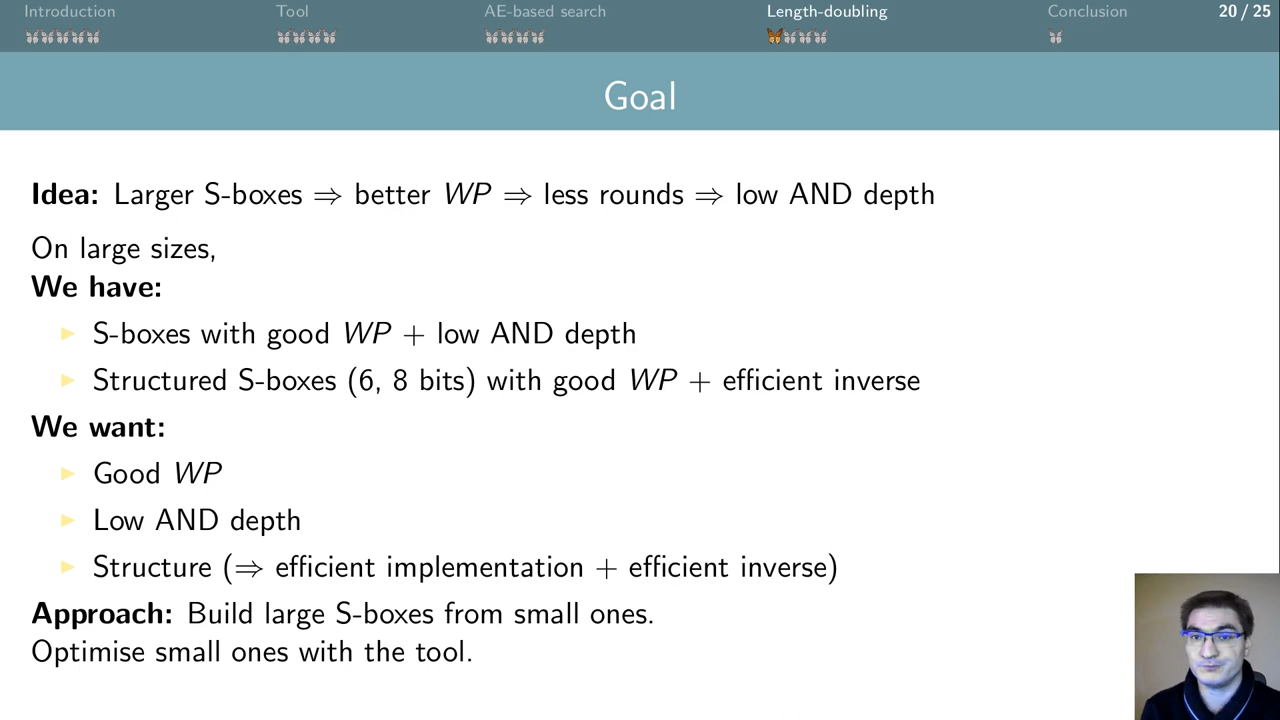 Introduction Tool AE-based search Length-doubling Conclusion 20 / 25
Goal
Idea: Larger S-boxes ⇒ better WP ⇒ less rounds ⇒ low AND depth
On large sizes,
We have:
S-boxes with good WP + low AND depth
Structured S-boxes (6, 8 bits) with good WP + efficient inverse
We want:
Good WP
Low AND depth
Structure (⇒ efficient implementation + efficient inverse)
Approach: Build large S-boxes from small ones.
Optimise small ones with the tool.